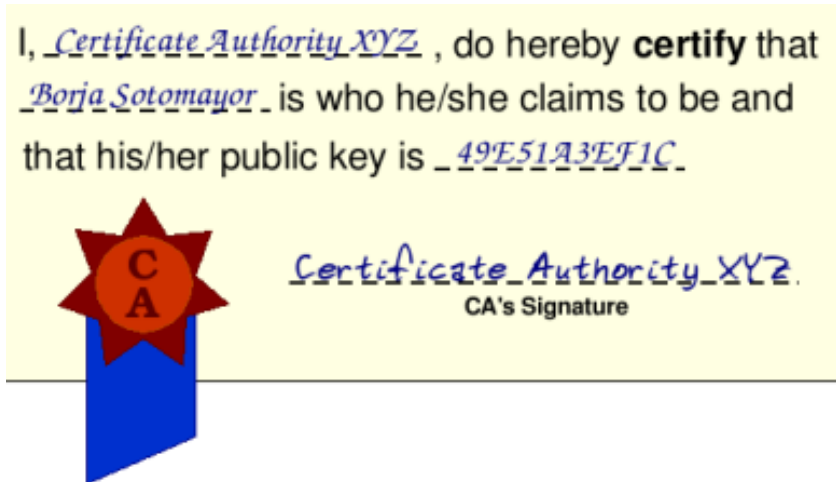 I, Certificate Authority XYZ , do hereby certify that
Borja Sotomayor is who he/she claims to be and
that his/her public key is 49E51A3EF1C
C
A
Certificate Authority XYZ
CA's Signature